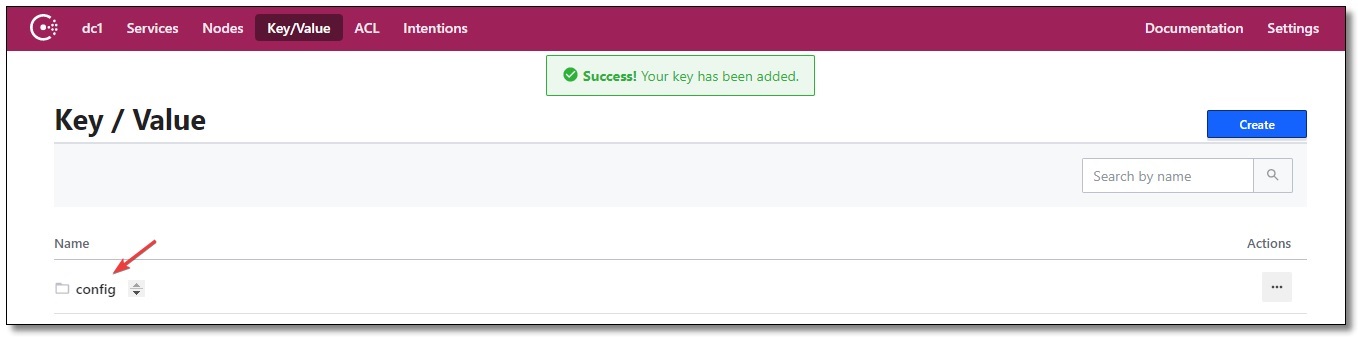 dc1 Services Nodes Key/Value ACL Intentions Documentation Settings
Success! Your key has been added.
Key / Value
Create
Search by name
Name Actions
config